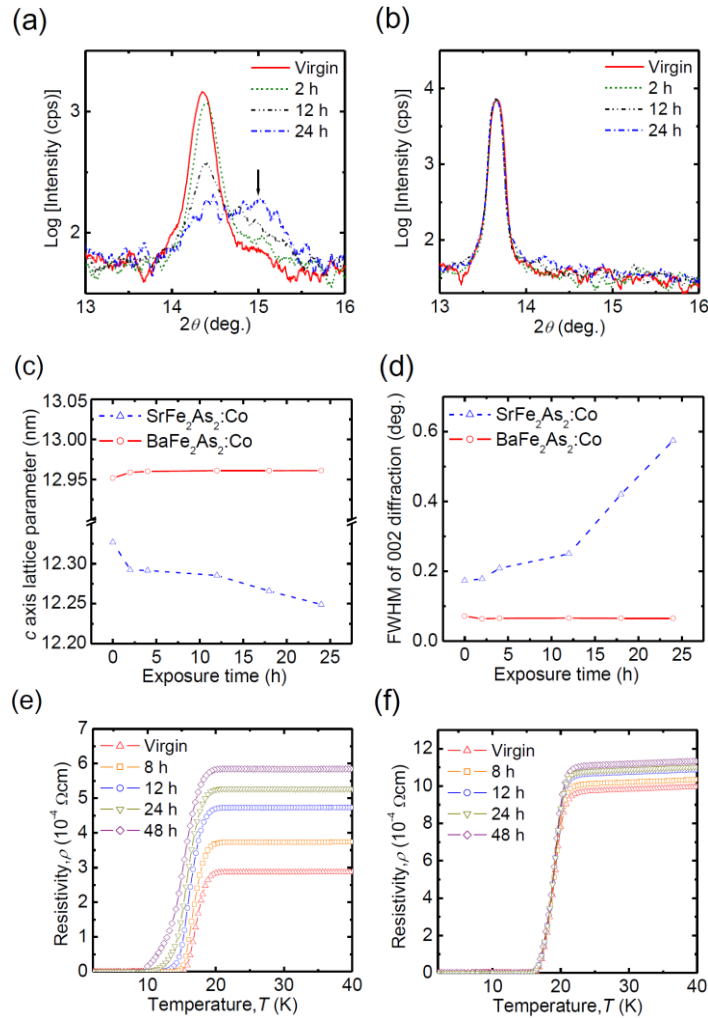 (a)
Log [Intensity (cps)]
3
2
Virgin
2 h
12 h
24 h
13 14 15 16
2θ (deg.)
(b)
Log [Intensity (cps)]
4
3
2
Virgin
2 h
12 h
24 h
13 14 15 16
2θ (deg.)
(c)
c axis lattice parameter (nm)
13.05
13.00
12.95
12.30
12.25
12.20
SrFe₂As₂:Co
BaFe₂As₂:Co
0 5 10 15 20 25
Exposure time (h)
(d)
FWHM of 002 diffraction (deg.)
0.8
0.6
0.4
0.2
0.0
SrFe₂As₂:Co
BaFe₂As₂:Co
0 5 10 15 20 25
Exposure time (h)
(e)
Resistivity,ρ (10⁻⁴ Ωcm)
7
6
5
4
3
2
1
0
Virgin
8 h
12 h
24 h
48 h
10 20 30 40
Temperature,T (K)
(f)
Resistivity,ρ (10⁻⁴ Ωcm)
12
10
8
6
4
2
0
Virgin
8 h
12 h
24 h
48 h
10 20 30 40
Temperature,T (K)